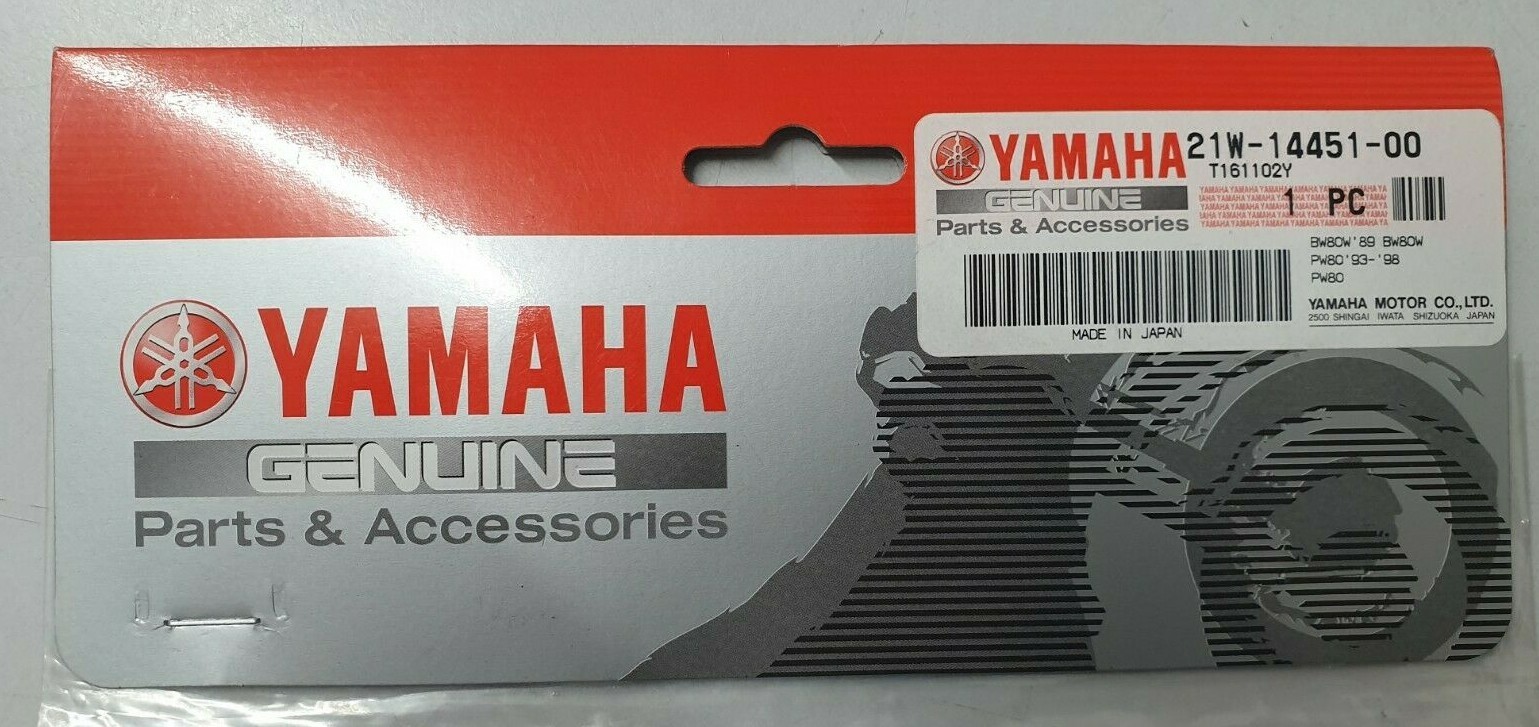 YAMAHA 21W-14451-00
T161102Y
GENUINE
1 PC
Parts & Accessories
BW80W'89 BW80W
PW80'93-'98
PW80
YAMAHA MOTOR CO.,LTD.
2500 SHINGAI IWATA SHIZUOKA JAPAN
MADE IN JAPAN
YAMAHA
GENUINE
Parts & Accessories